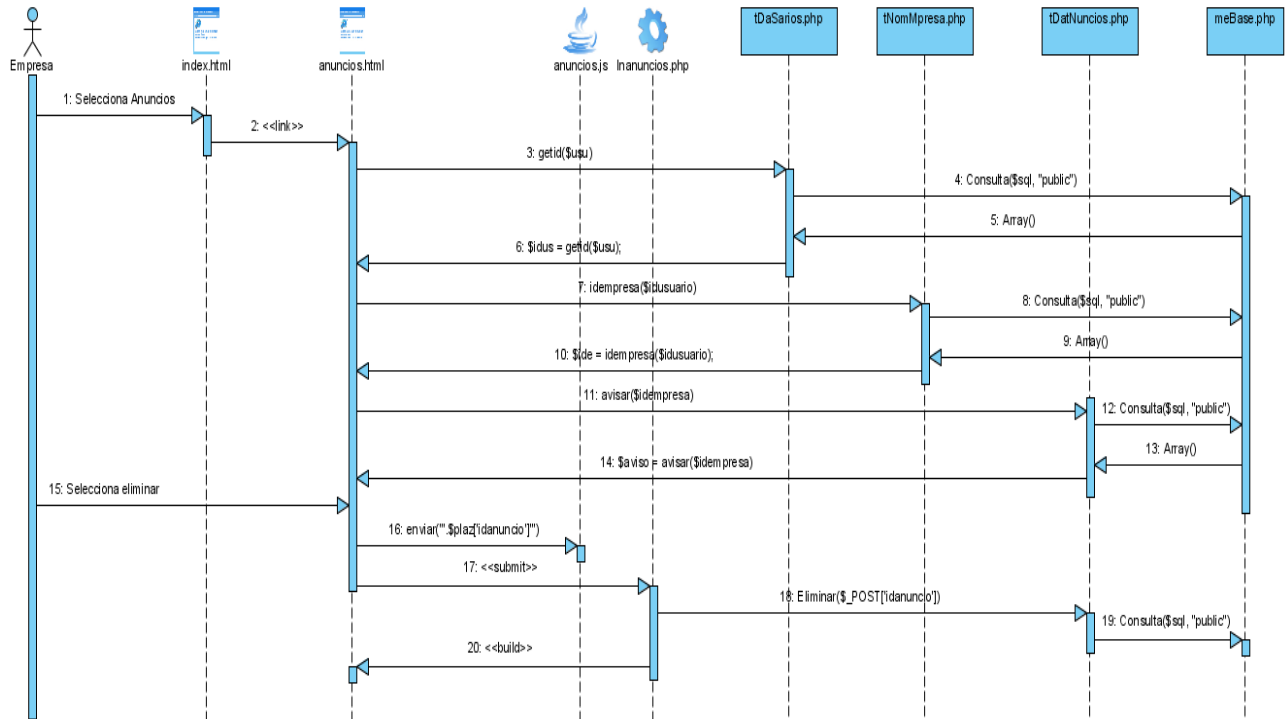 tDaSarios.php
tNomMpresa.php
tDatNuncios.php
meBase.php
Empresa
index.html
anuncios.html
anuncios.js
Inanuncios.php
1: Selecciona Anuncios
2: <<link>>
3: getid($usu)
4: Consulta($sql, "public")
5: Array()
6: $idus = getid($usu);
7: idempresa($idusuario)
8: Consulta($sql, "public")
9: Array()
10: $ide = idempresa($idusuario);
11: avisar($idempresa)
12: Consulta($sql, "public")
13: Array()
14: $aviso = avisar($idempresa)
15: Selecciona eliminar
16: enviar('".$plaz['idanuncio']"')
17: <<submit>>
18: Eliminar($_POST['idanuncio'])
19: Consulta($sql, "public")
20: <<build>>